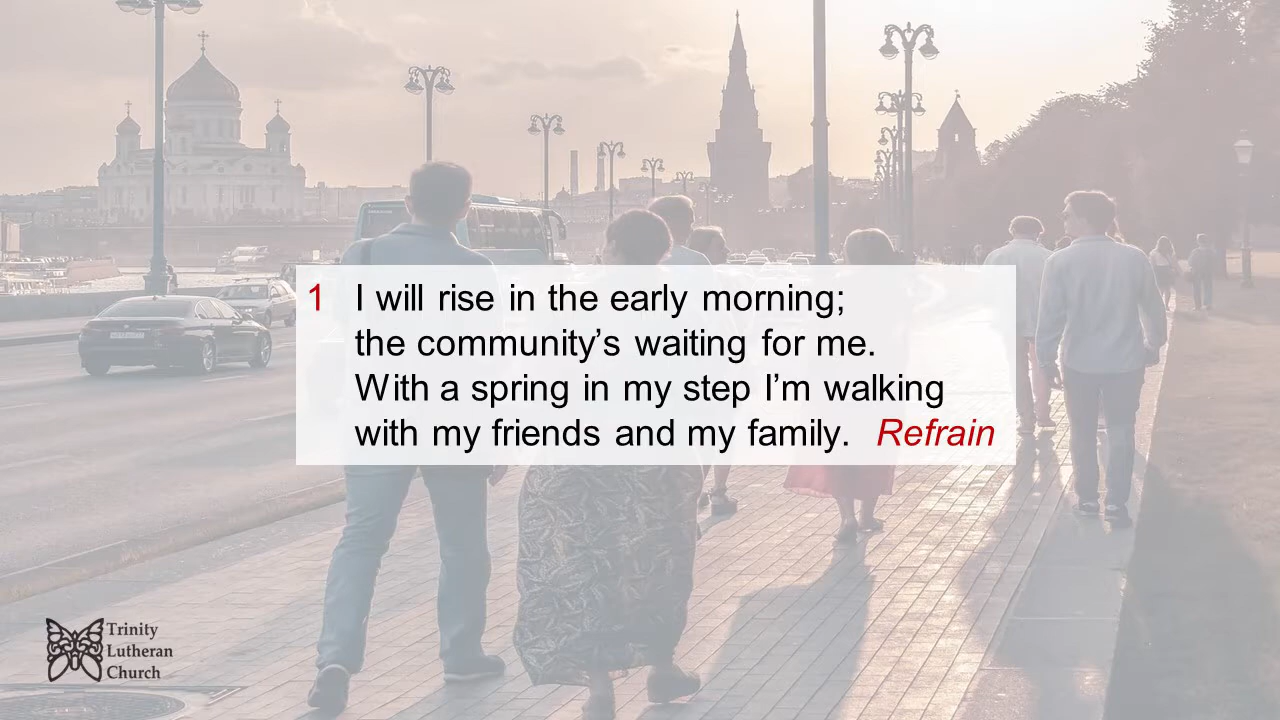 1 I will rise in the early morning;
the community’s waiting for me.
With a spring in my step I’m walking
with my friends and my family. Refrain
Trinity
Lutheran
Church